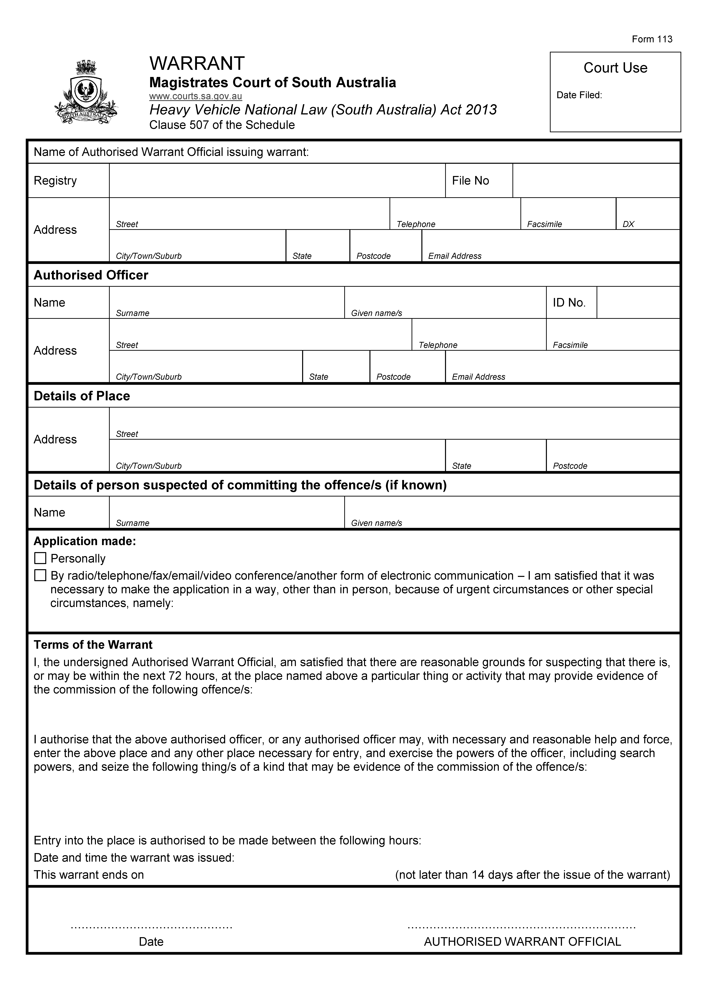 Form 113
WARRANT
Magistrates Court of South Australia
www.courts.sa.gov.au
Heavy Vehicle National Law (South Australia) Act 2013
Clause 507 of the Schedule
Court Use
Date Filed:
SOUTH AUSTRALIA
Name of Authorised Warrant Official issuing warrant:
Registry
File No
Address
Street
Telephone
Facsimile
DX
City/Town/Suburb
State
Postcode
Email Address
Authorised Officer
Name
Surname
Given name/s
ID No.
Address
Street
Telephone
Facsimile
City/Town/Suburb
State
Postcode
Email Address
Details of Place
Address
Street
City/Town/Suburb
State
Postcode
Details of person suspected of committing the offence/s (if known)
Name
Surname
Given name/s
Application made:
Personally
By radio/telephone/fax/email/video conference/another form of electronic communication – I am satisfied that it was
necessary to make the application in a way, other than in person, because of urgent circumstances or other special
circumstances, namely:
Terms of the Warrant
I, the undersigned Authorised Warrant Official, am satisfied that there are reasonable grounds for suspecting that there is,
or may be within the next 72 hours, at the place named above a particular thing or activity that may provide evidence of
the commission of the following offence/s:
I authorise that the above authorised officer, or any authorised officer may, with necessary and reasonable help and force,
enter the above place and any other place necessary for entry, and exercise the powers of the officer, including search
powers, and seize the following thing/s of a kind that may be evidence of the commission of the offence/s:
Entry into the place is authorised to be made between the following hours:
Date and time the warrant was issued:
This warrant ends on (not later than 14 days after the issue of the warrant)
Date
AUTHORISED WARRANT OFFICIAL